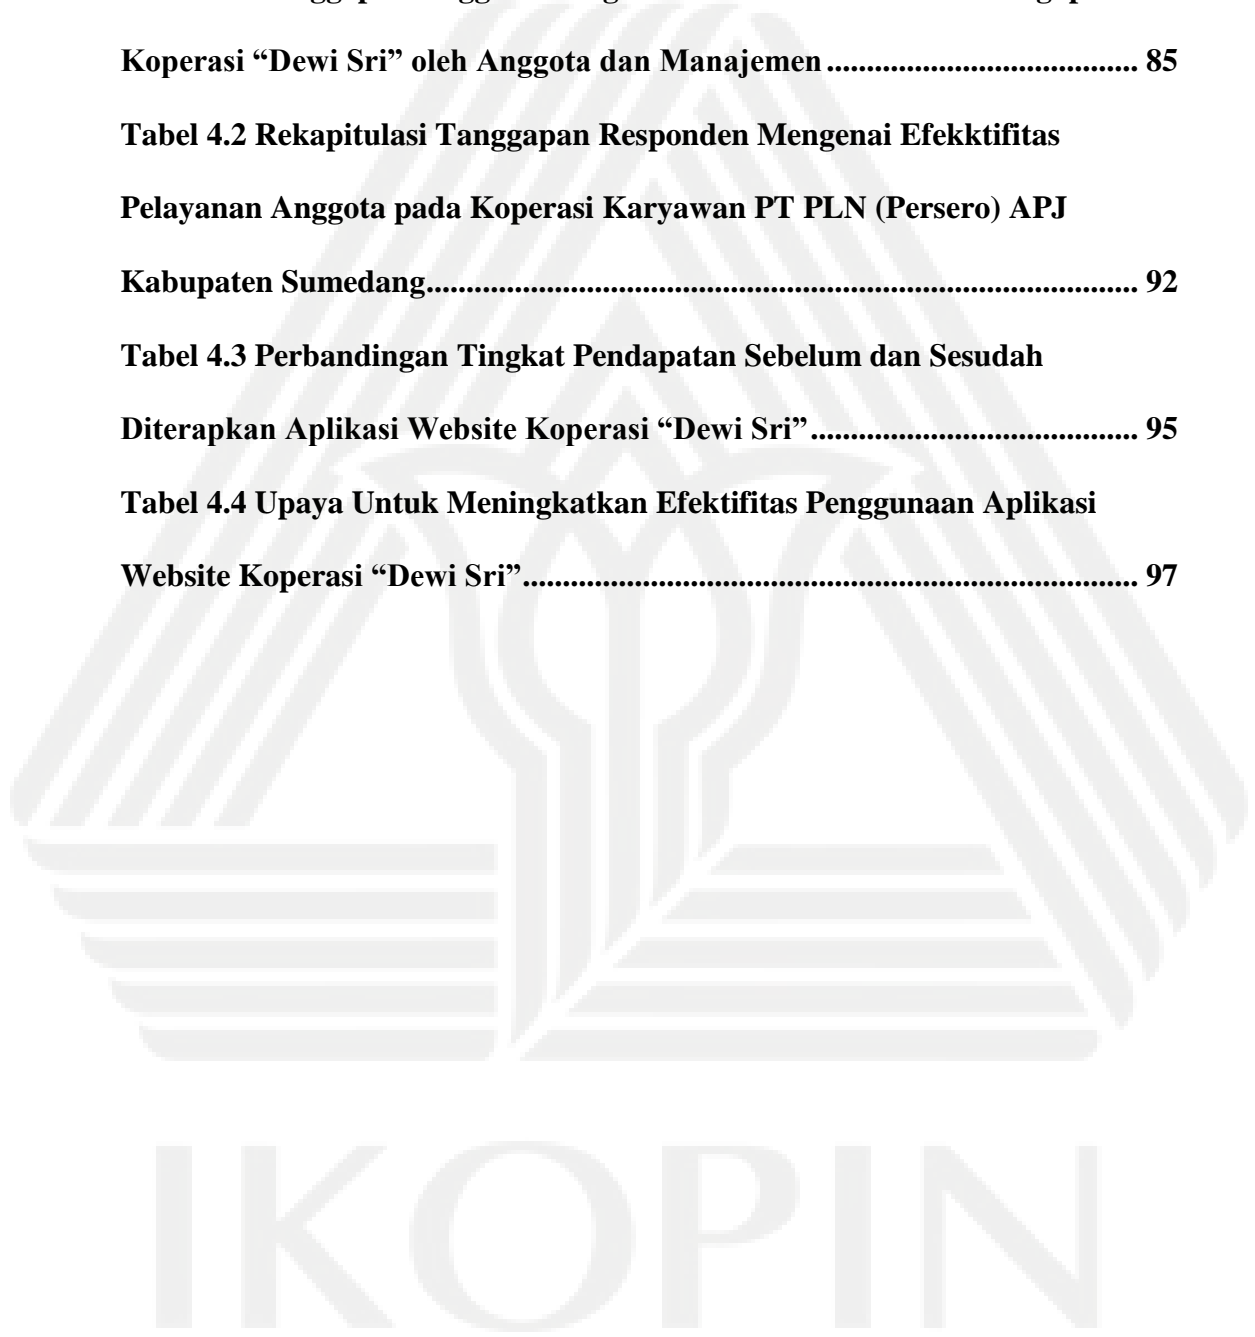 Koperasi “Dewi Sri” oleh Anggota dan Manajemen....................................... 85
Tabel 4.2 Rekapitulasi Tanggapan Responden Mengenai Efekktifitas
Pelayanan Anggota pada Koperasi Karyawan PT PLN (Persero) APJ
Kabupaten Sumedang......................................................................................... 92
Tabel 4.3 Perbandingan Tingkat Pendapatan Sebelum dan Sesudah
Diterapkan Aplikasi Website Koperasi “Dewi Sri”......................................... 95
Tabel 4.4 Upaya Untuk Meningkatkan Efektifitas Penggunaan Aplikasi
Website Koperasi “Dewi Sri”............................................................................. 97
IKOPIN